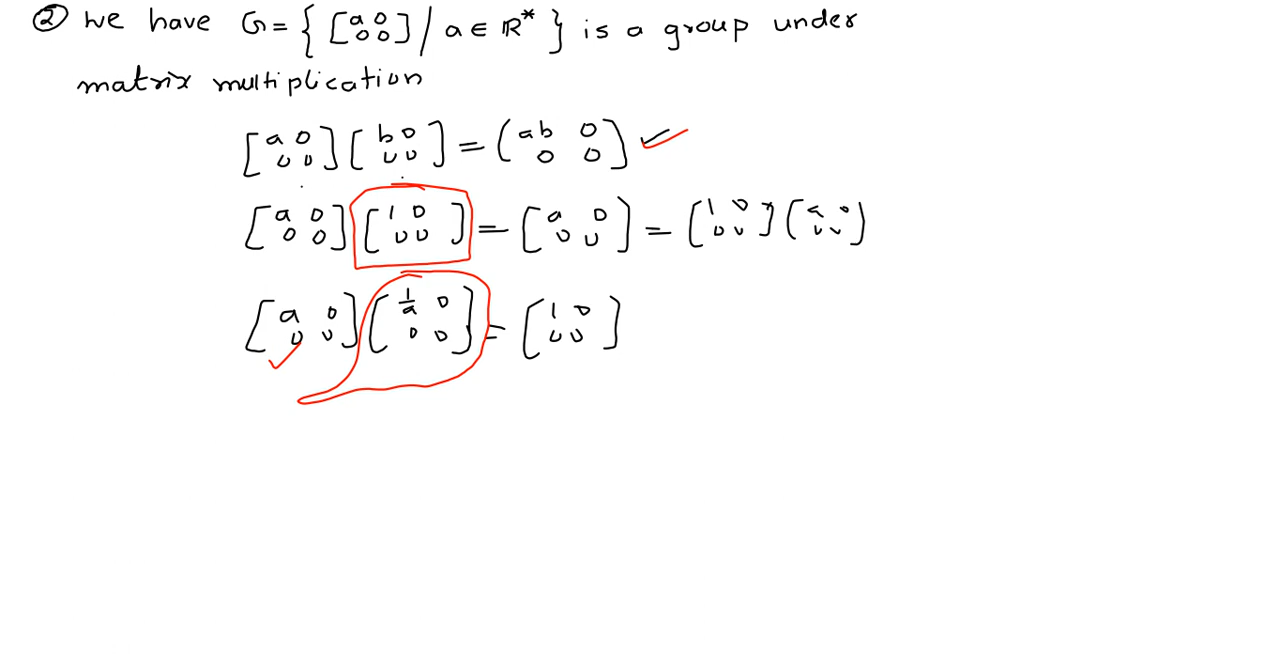 ② we have G = { [a 0 0 0] / a ∈ ℝ* } is a group under
matrix multiplication
[a 0 0 0] [b 0 0 0] = (ab 0 0 0) ✓
[a 0 0 0] [1 0 0 0] = [a 0 0 0] = [1 0 0 0] (a 0 0 0)
[a 0 0 0] [1/a 0 0 0] = [1 0 0 0]